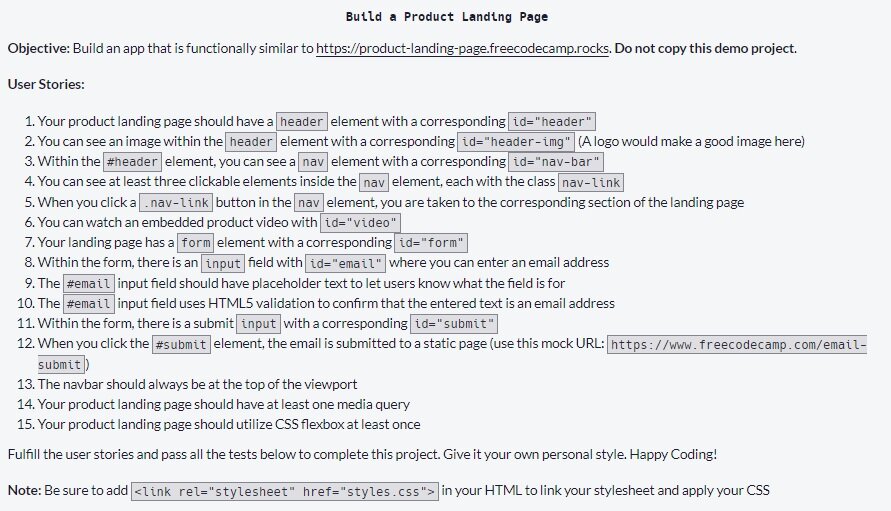 Build a Product Landing Page
Objective: Build an app that is functionally similar to https://product-landing-page.freecodecamp.rocks. Do not copy this demo project.
User Stories:
1. Your product landing page should have a header element with a corresponding id="header"
2. You can see an image within the header element with a corresponding id="header-img" (A logo would make a good image here)
3. Within the #header element, you can see a nav element with a corresponding id="nav-bar"
4. You can see at least three clickable elements inside the nav element, each with the class nav-link
5. When you click a .nav-link button in the nav element, you are taken to the corresponding section of the landing page
6. You can watch an embedded product video with id="video"
7. Your landing page has a form element with a corresponding id="form"
8. Within the form, there is an input field with id="email" where you can enter an email address
9. The #email input field should have placeholder text to let users know what the field is for
10. The #email input field uses HTML5 validation to confirm that the entered text is an email address
11. Within the form, there is a submit input with a corresponding id="submit"
12. When you click the #submit element, the email is submitted to a static page (use this mock URL: https://www.freecodecamp.com/email-
submit)
13. The navbar should always be at the top of the viewport
14. Your product landing page should have at least one media query
15. Your product landing page should utilize CSS flexbox at least once
Fulfill the user stories and pass all the tests below to complete this project. Give it your own personal style. Happy Coding!
Note: Be sure to add <link rel="stylesheet" href="styles.css"> in your HTML to link your stylesheet and apply your CSS